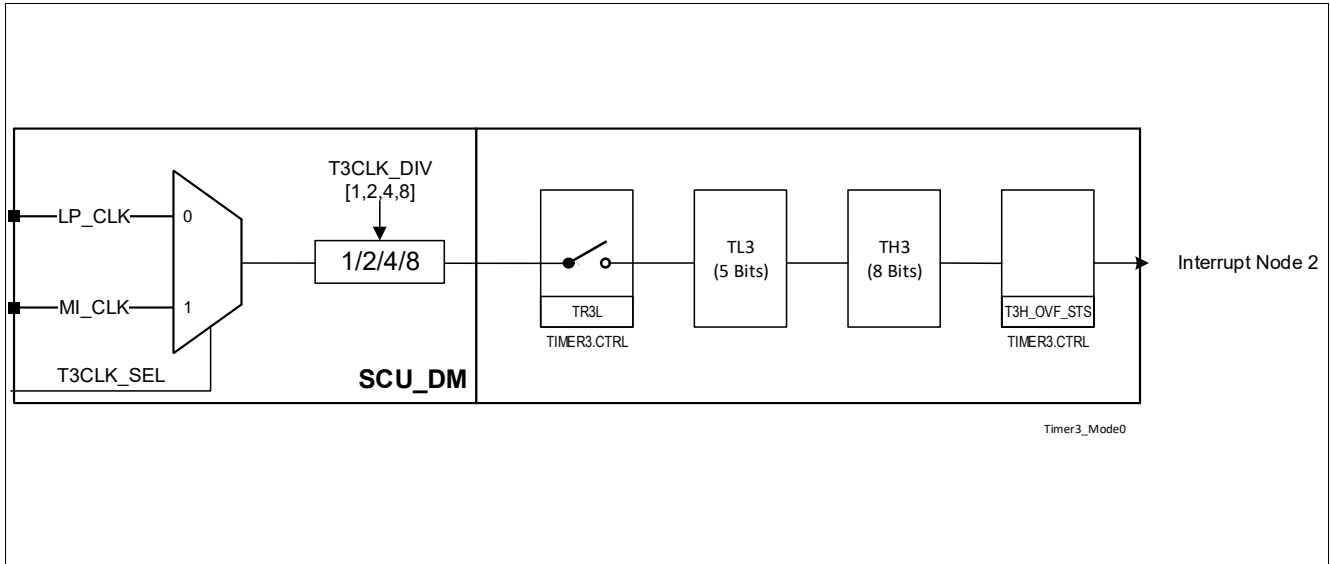 T3CLK_DIV
[1,2,4,8]
LP_CLK
0
1/2/4/8
TL3
(5 Bits)
TH3
(8 Bits)
Interrupt Node 2
MI_CLK
1
TR3L
T3H_OVF_STS
TIMER3.CTRL
TIMER3.CTRL
T3CLK_SEL
SCU_DM
Timer3_Mode0